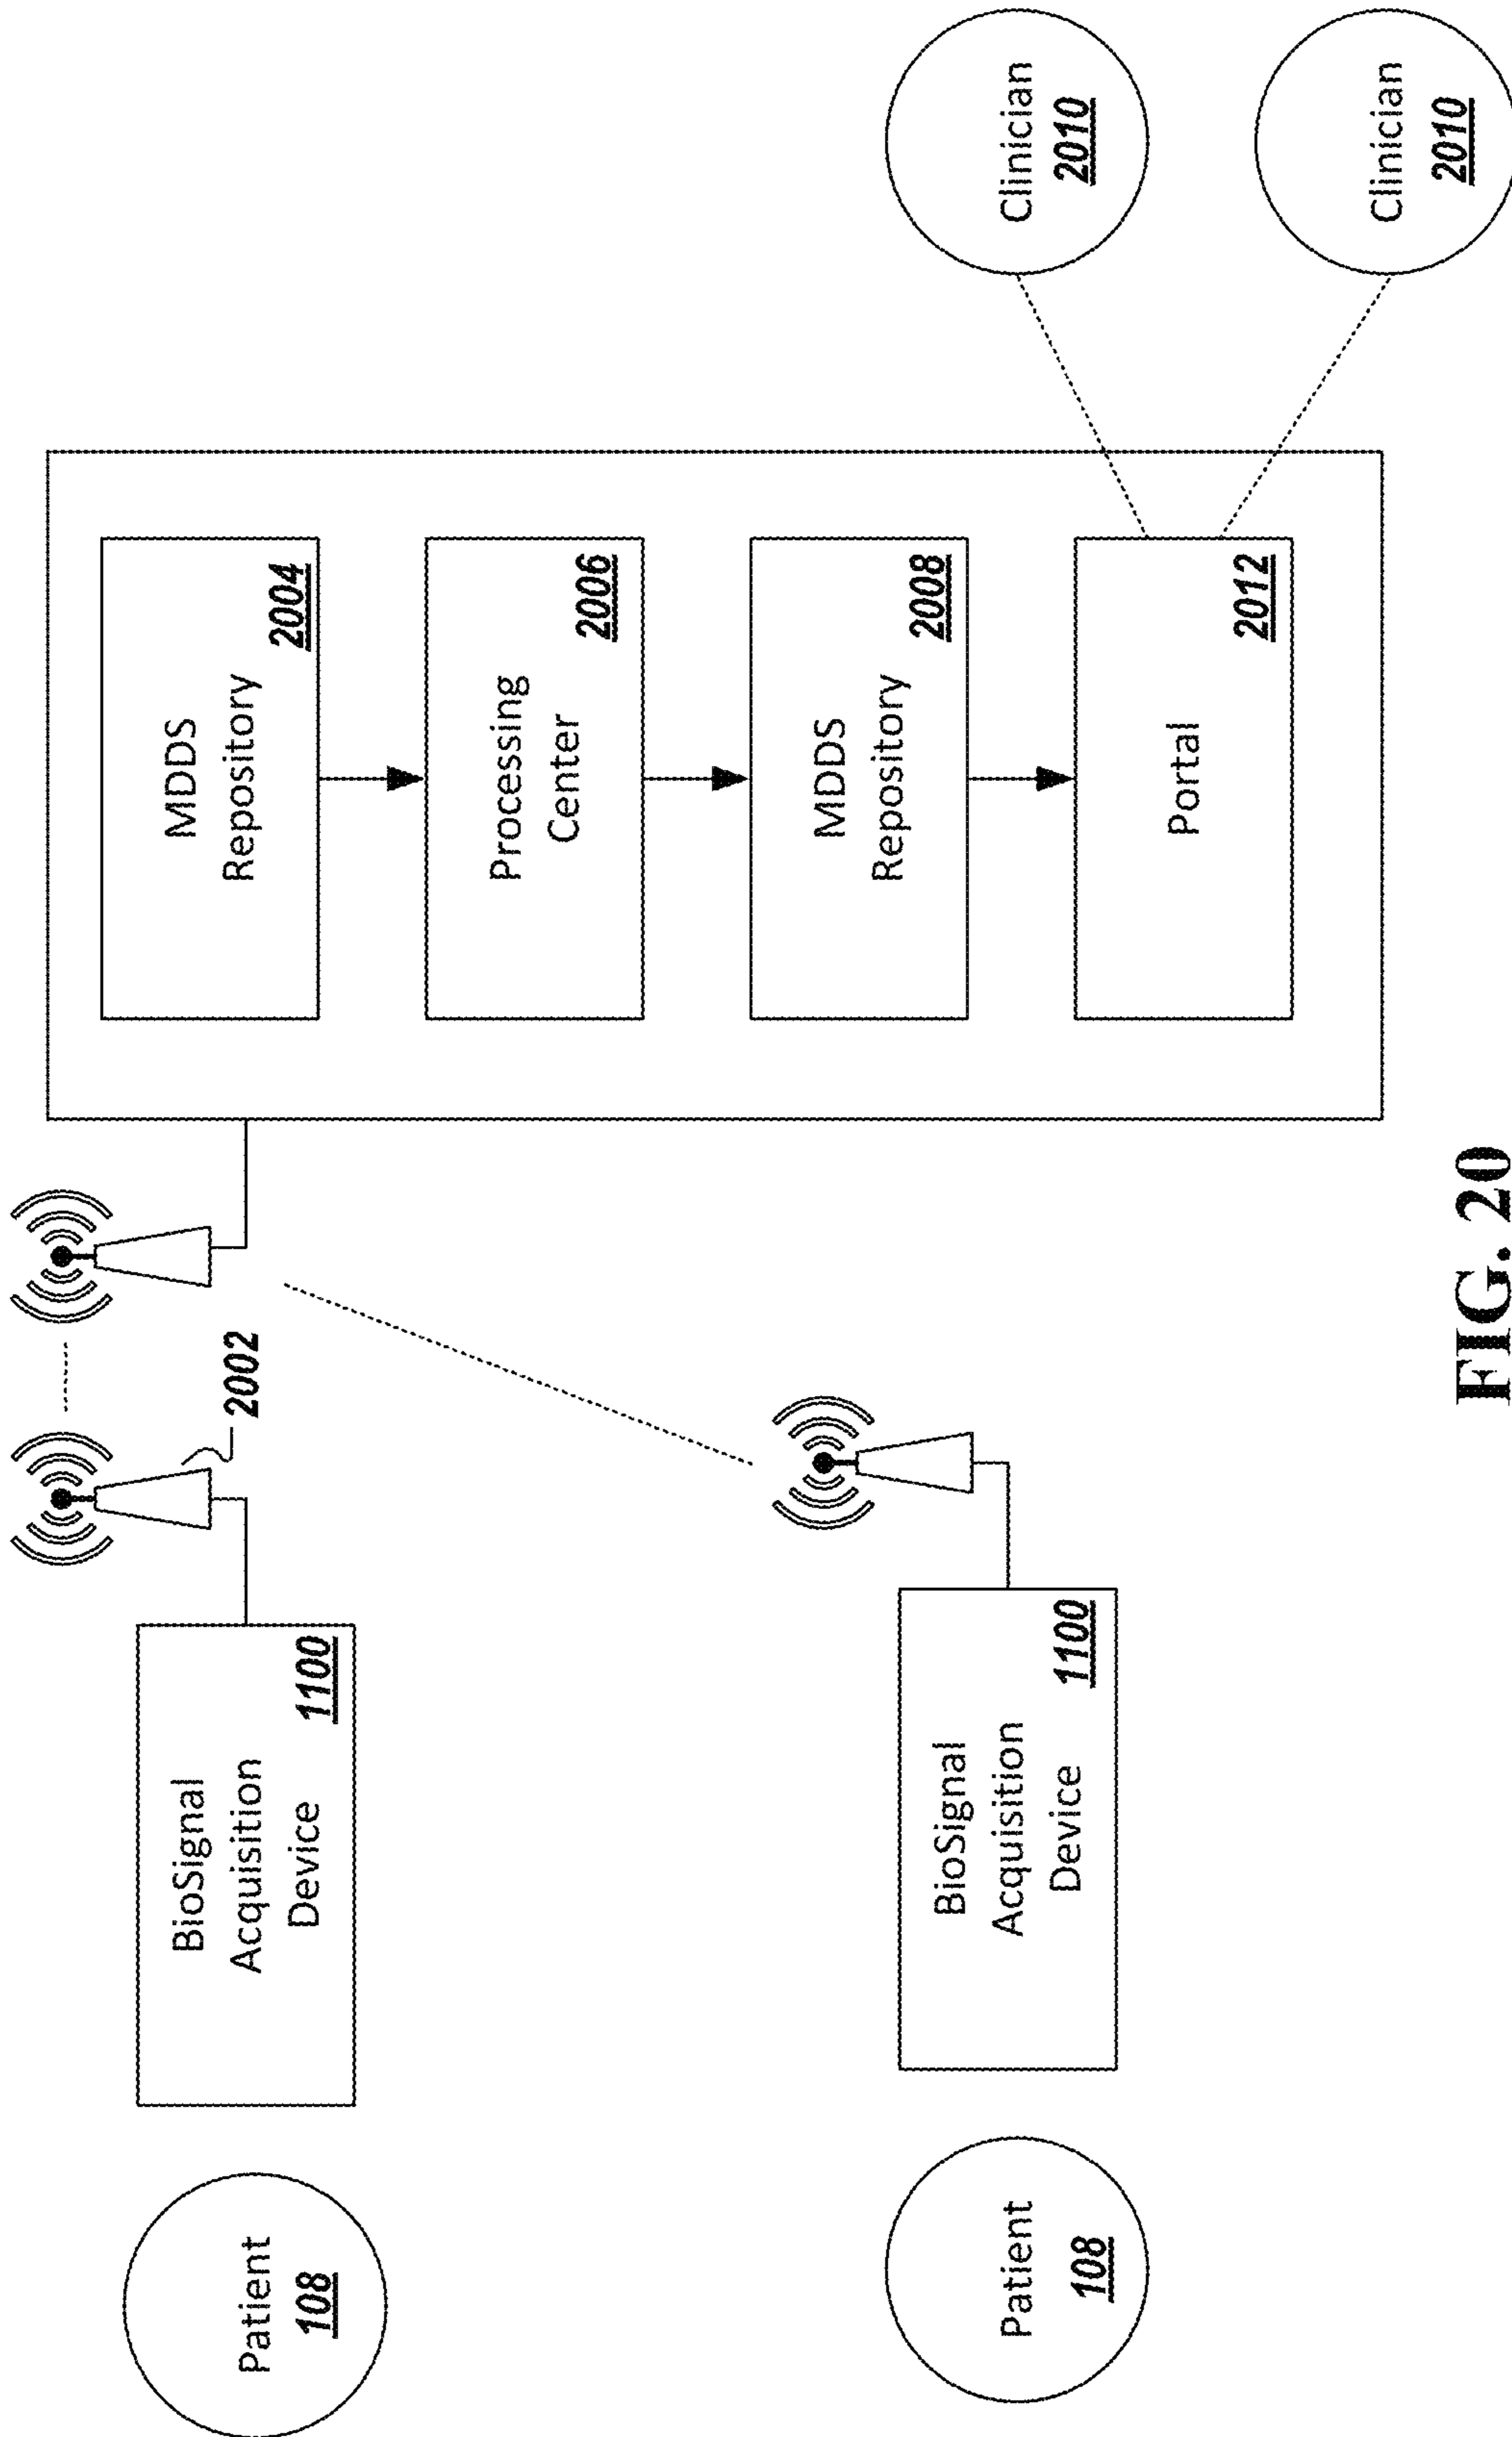 Patient
108
BioSignal
Acquisition
Device
1100
2002
MDDS
Repository
2004
Processing
Center
2006
MDDS
Repository
2008
Portal
2012
Clinician
2010
Clinician
2010
Patient
108
BioSignal
Acquisition
Device
1100
FIG. 20